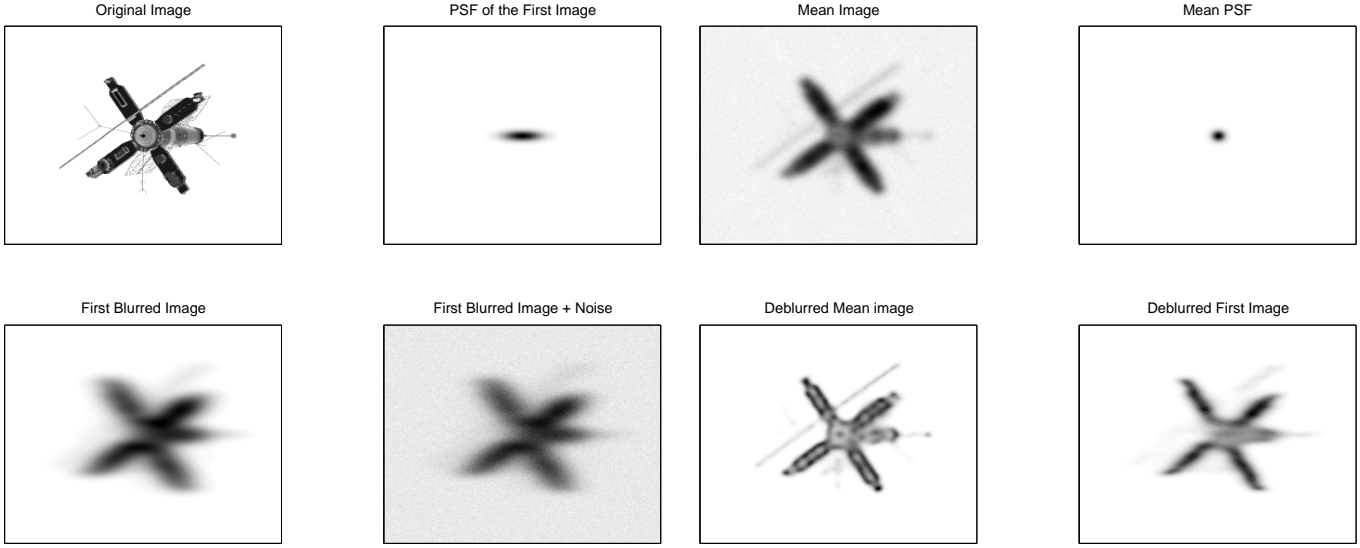 Original Image
PSF of the First Image
Mean Image
Mean PSF
First Blurred Image
First Blurred Image + Noise
Deblurred Mean image
Deblurred First Image